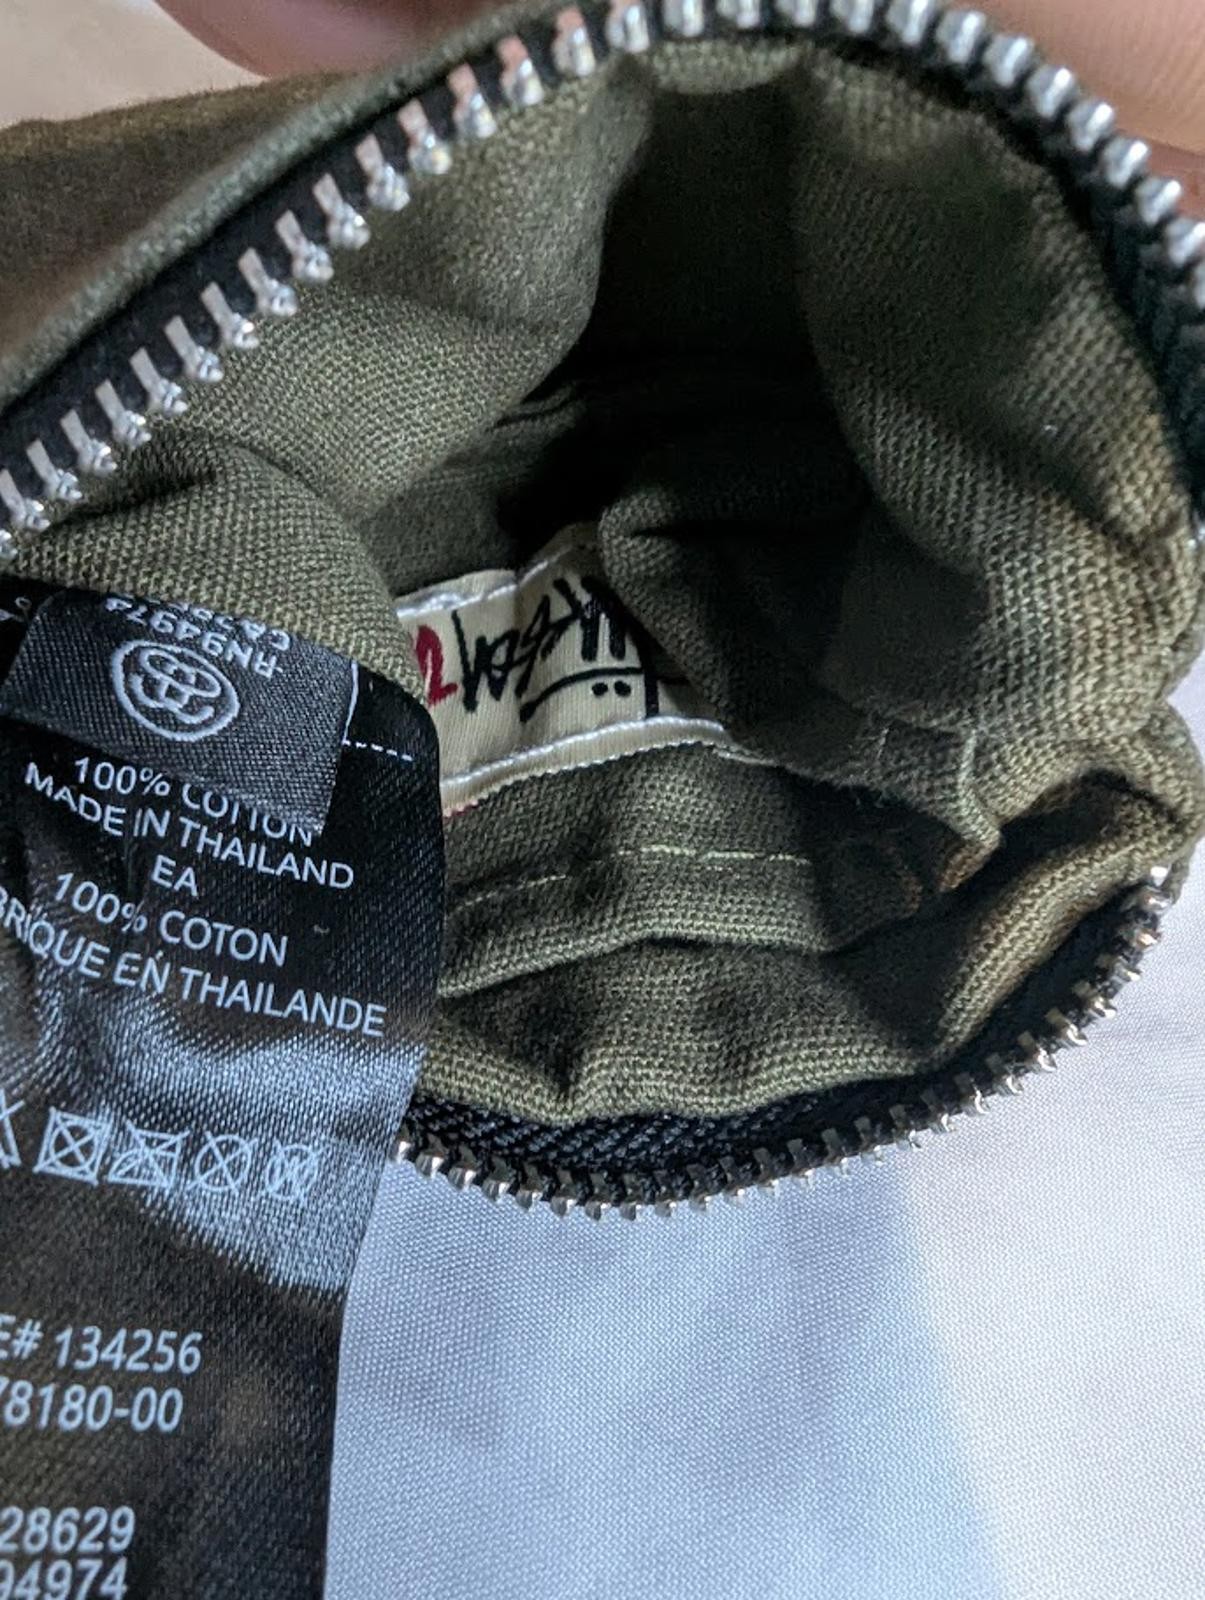 RN94974
100% COTTON
MADE IN THAILAND
EA
100% COTON
BRIQUE EN THAILANDE
E# 134256
78180-00
28629
94974